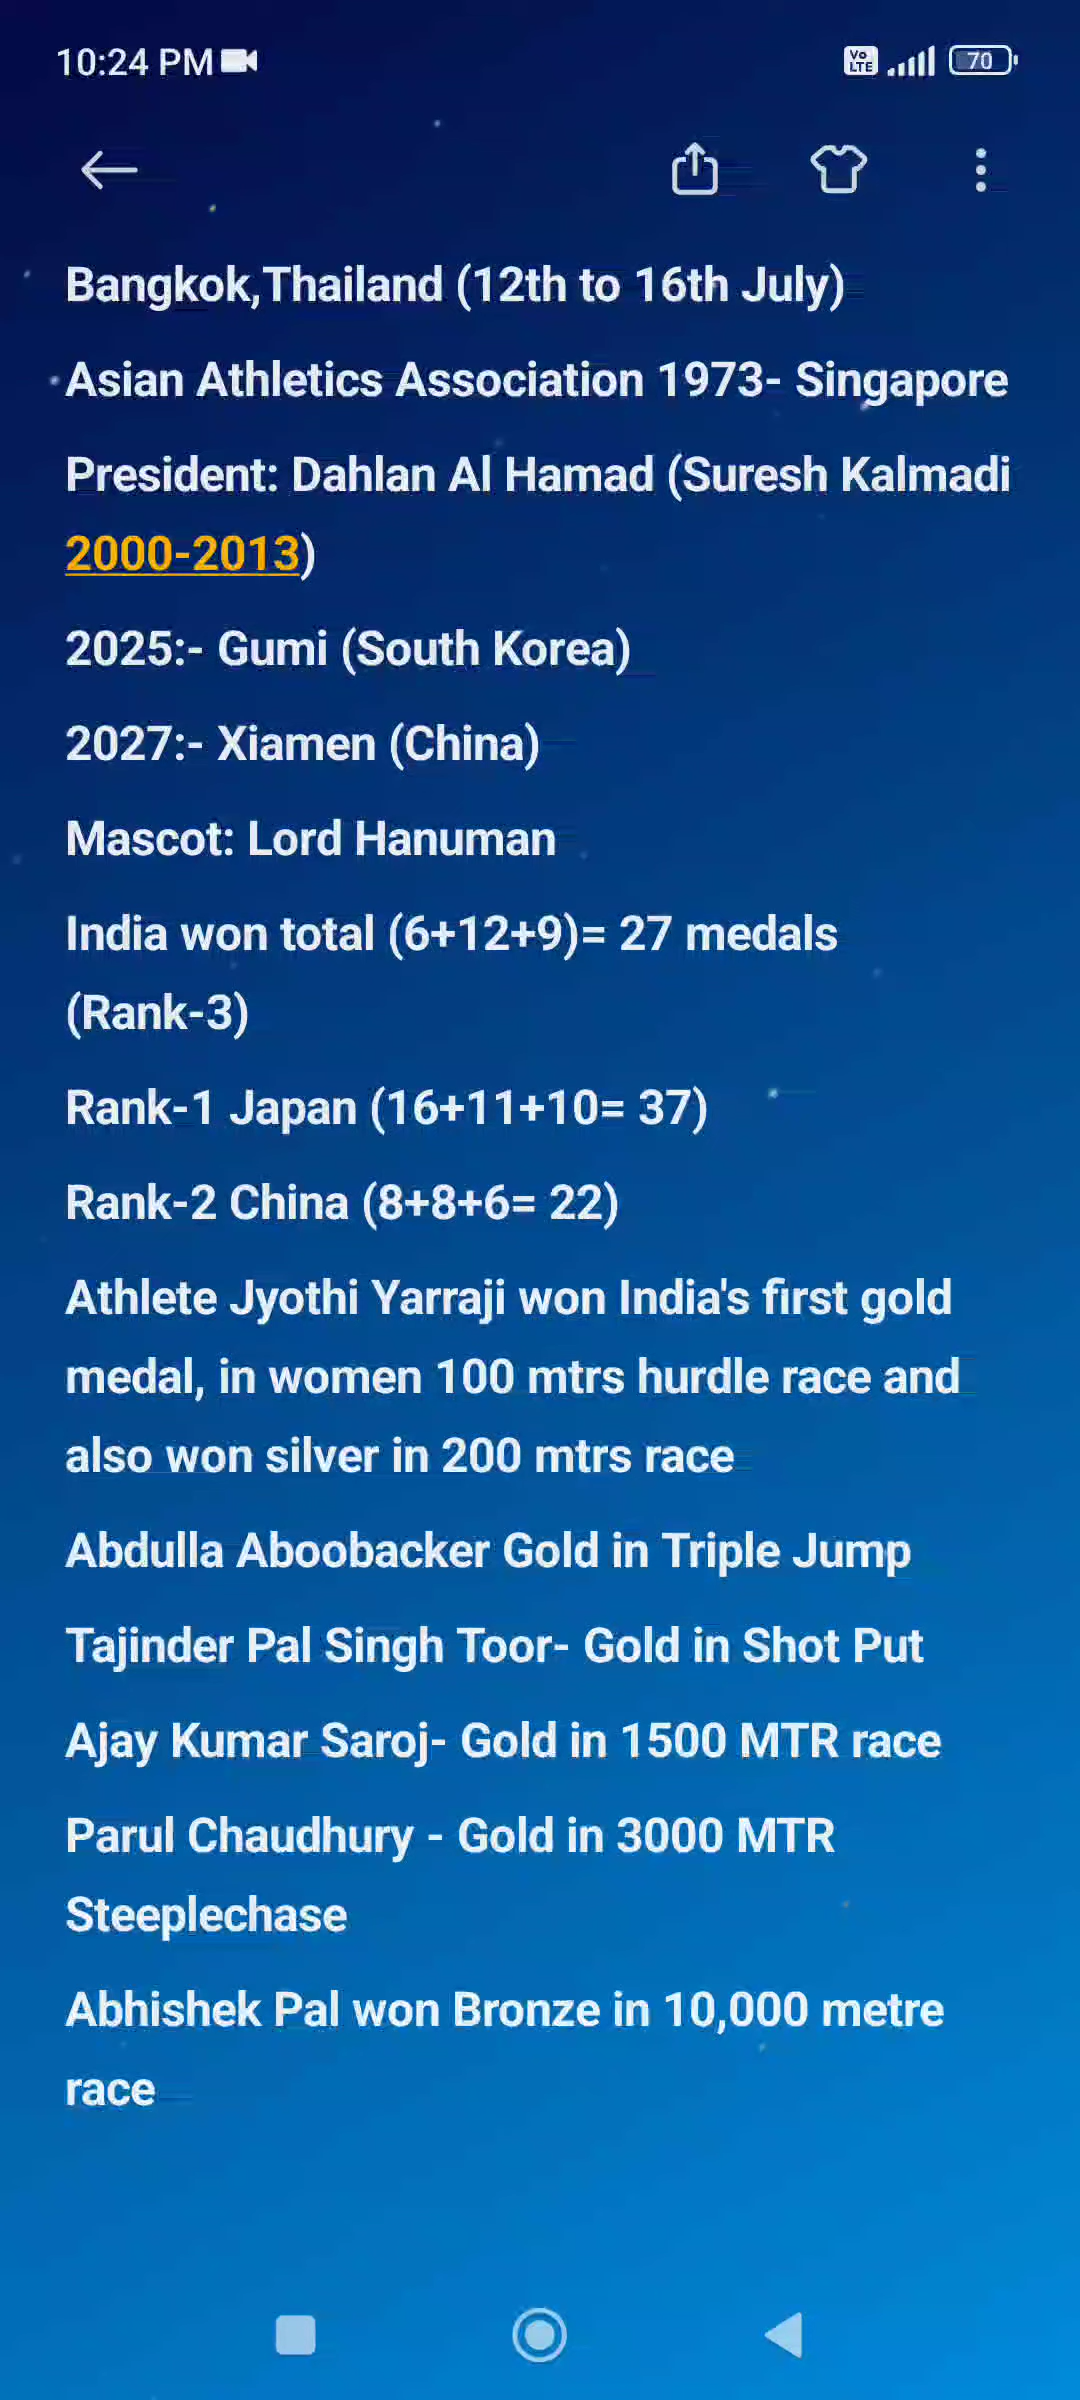 10:24 PM
Vo LTE
70
Bangkok,Thailand (12th to 16th July)
Asian Athletics Association 1973- Singapore
President: Dahlan Al Hamad (Suresh Kalmadi
2000-2013)
2025:- Gumi (South Korea)
2027:- Xiamen (China)
Mascot: Lord Hanuman
India won total (6+12+9)= 27 medals
(Rank-3)
Rank-1 Japan (16+11+10= 37)
Rank-2 China (8+8+6= 22)
Athlete Jyothi Yarraji won India's first gold
medal, in women 100 mtrs hurdle race and
also won silver in 200 mtrs race
Abdulla Aboobacker Gold in Triple Jump
Tajinder Pal Singh Toor- Gold in Shot Put
Ajay Kumar Saroj- Gold in 1500 MTR race
Parul Chaudhury - Gold in 3000 MTR
Steeplechase
Abhishek Pal won Bronze in 10,000 metre
race